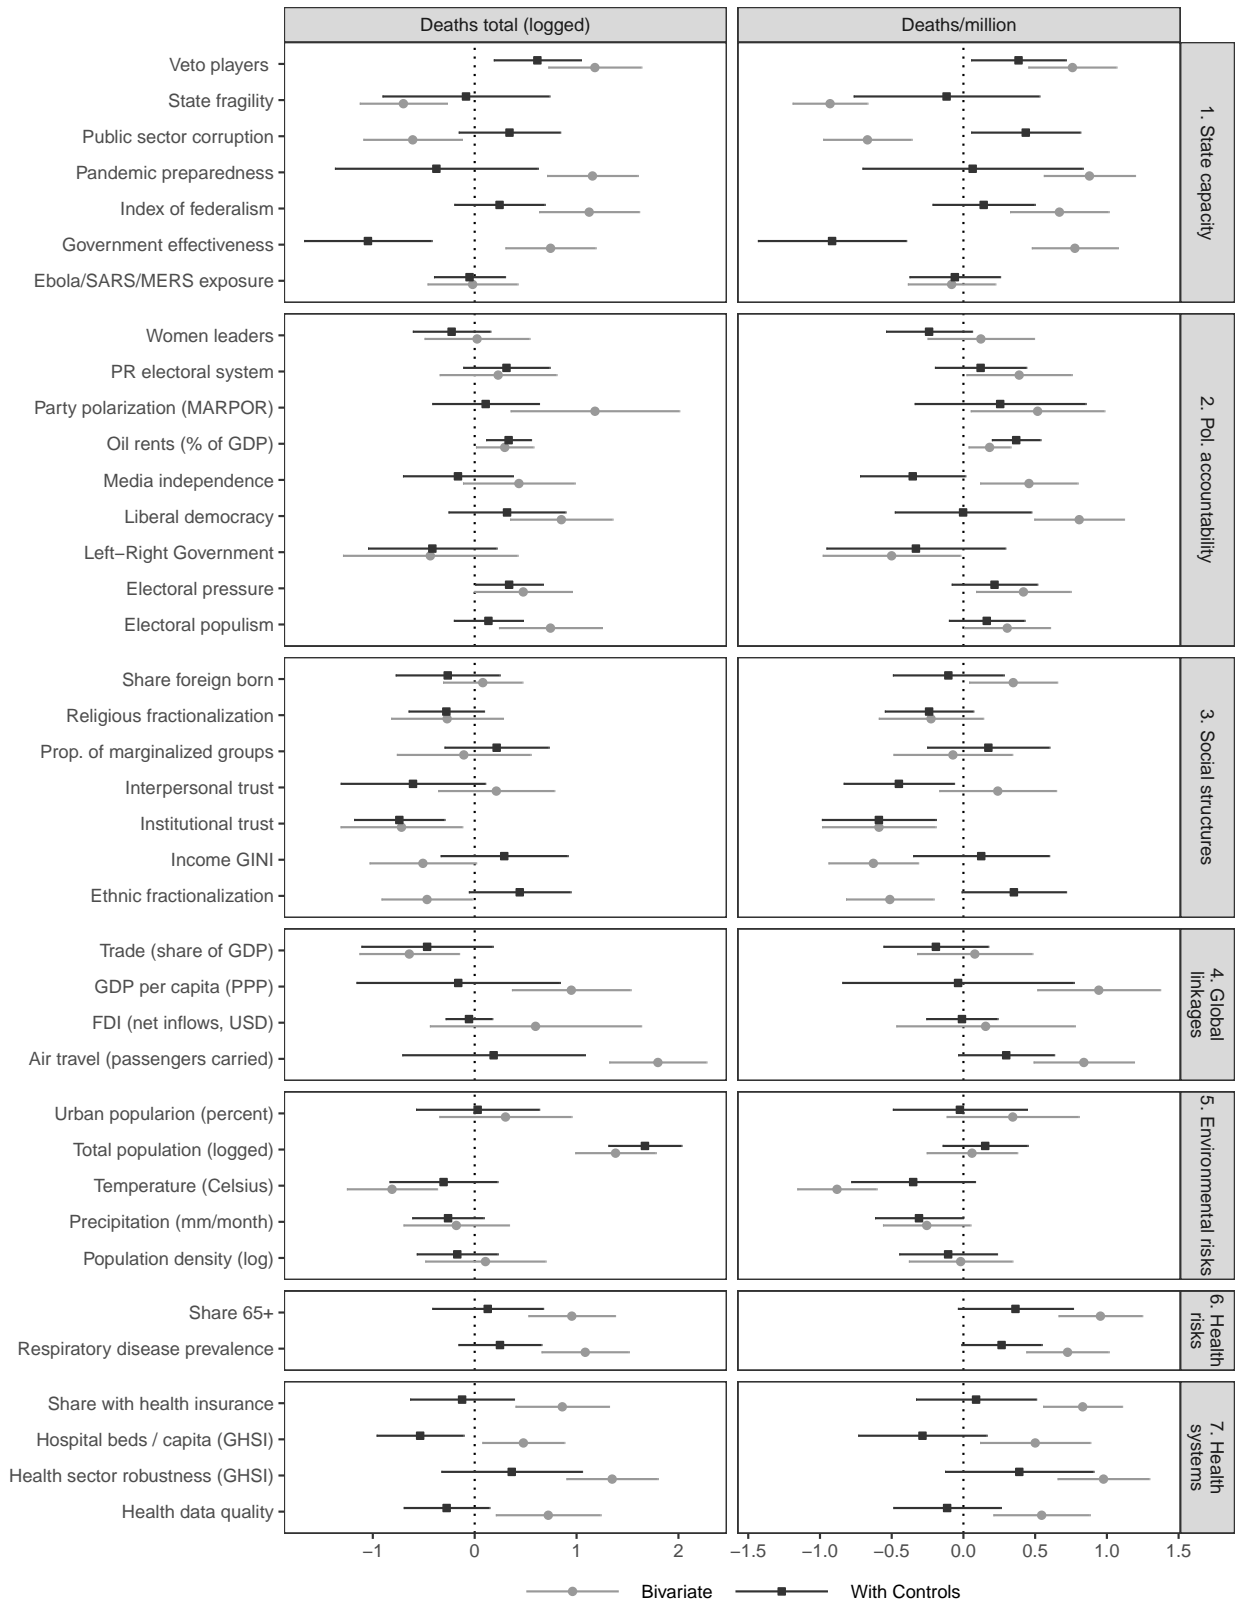 Deaths total (logged)
Deaths/million
Veto players
State fragility
Public sector corruption
Pandemic preparedness
Index of federalism
Government effectiveness
Ebola/SARS/MERS exposure
1. State capacity
Women leaders
PR electoral system
Party polarization (MARPOR)
Oil rents (% of GDP)
Media independence
Liberal democracy
Left−Right Government
Electoral pressure
Electoral populism
2. Pol. accountability
Share foreign born
Religious fractionalization
Prop. of marginalized groups
Interpersonal trust
Institutional trust
Income GINI
Ethnic fractionalization
3. Social structures
Trade (share of GDP)
GDP per capita (PPP)
FDI (net inflows, USD)
Air travel (passengers carried)
4. Global
linkages
Urban popularion (percent)
Total population (logged)
Temperature (Celsius)
Precipitation (mm/month)
Population density (log)
5. Environmental risks
Share 65+
Respiratory disease prevalence
6. Health
risks
Share with health insurance
Hospital beds / capita (GHSI)
Health sector robustness (GHSI)
Health data quality
7. Health
systems
−1 0 1 2
−1.5 −1.0 −0.5 0.0 0.5 1.0 1.5
Bivariate With Controls